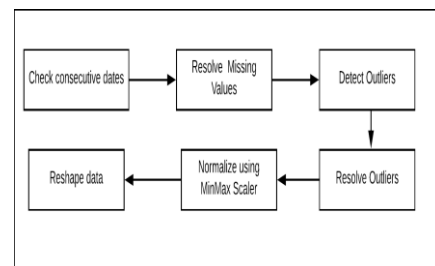 Check consecutive dates
Resolve Missing
Values
Detect Outliers
Resolve Outliers
Normalize using
MinMax Scaler
Reshape data